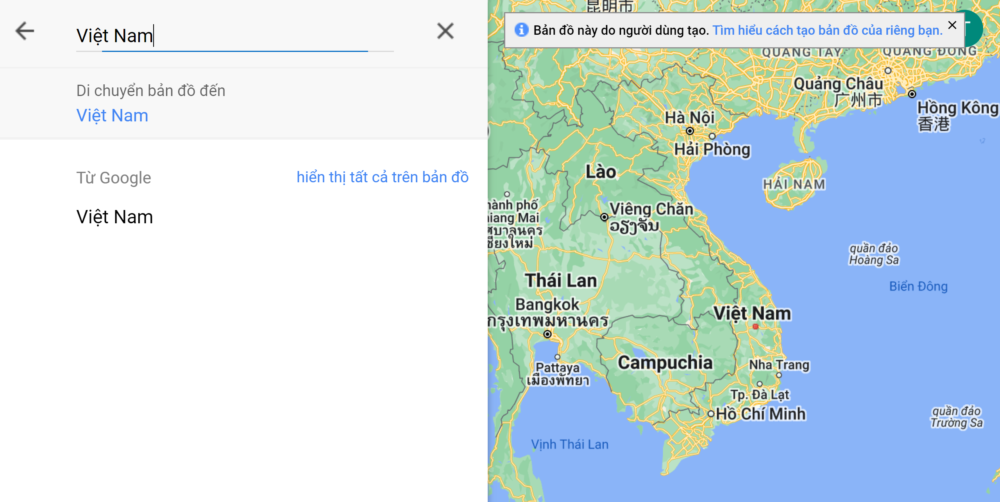 Việt Nam
Di chuyển bản đồ đến
Việt Nam
Từ Google
hiển thị tất cả trên bản đồ
Việt Nam
昆明市
Bản đồ này do người dùng tạo. Tìm hiểu cách tạo bản đồ của riêng bạn.
QUẢNG TÂY
QUẢNG ĐÔNG
Quảng Châu
广州市
Hồng Kông
香港
Hà Nội
Hải Phòng
Lào
HẢI NAM
hành phố
iang Mai
ศบาลนคร
ชียงใหม่
Viêng Chăn
ວຽງຈັນ
quần đảo
Hoàng Sa
Thái Lan
Biển Đông
Bangkok
กรุงเทพมหานคร
Việt Nam
Campuchia
Pattaya
เมืองพัทยา
Nha Trang
Tp. Đà Lạt
Hồ Chí Minh
quần đảo
Trường Sa
Vịnh Thái Lan